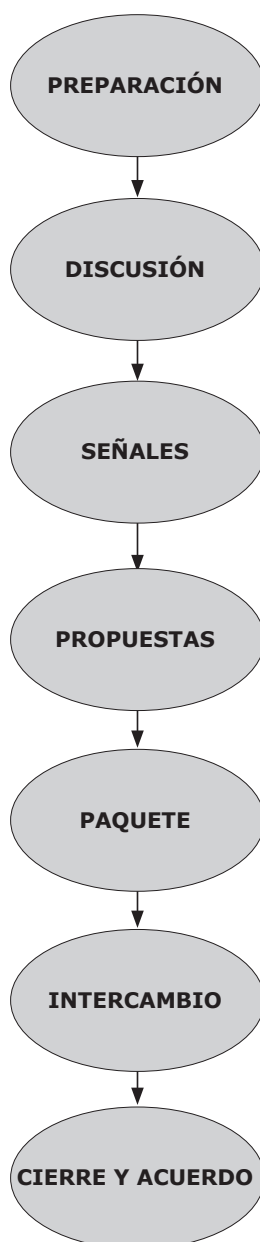 PREPARACIÓN
DISCUSIÓN
SEÑALES
PROPUESTAS
PAQUETE
INTERCAMBIO
CIERRE Y ACUERDO